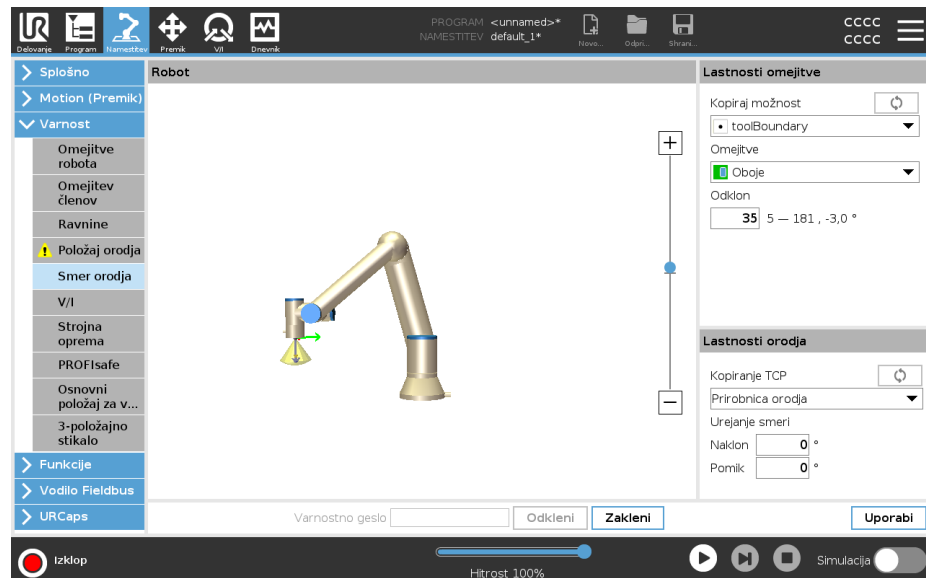 Delovanje
Program
Namestitev
Premik
V/I
Dnevnik
PROGRAM <unnamed>*
NAMESTITEV default_1*
Novo...
Odpri...
Shrani...
cccc
cccc
Splošno
Motion (Premik)
Varnost
Omejitve
robota
Omejitev
členov
Ravnine
Položaj orodja
Smer orodja
V/I
Strojna
oprema
PROFIsafe
Osnovni
položaj za v...
3-položajno
stikalo
Funkcije
Vodilo Fieldbus
URCaps
Robot
Lastnosti omejitve
Kopiraj možnost
toolBoundary
Omejitve
Oboje
Odklon
35 5 — 181 , -3,0 °
Lastnosti orodja
Kopiranje TCP
Prirobnica orodja
Urejanje smeri
Naklon 0 °
Pomik 0 °
Varnostno geslo Odkleni Zakleni Uporabi
Izklop
Hitrost 100%
Simulacija